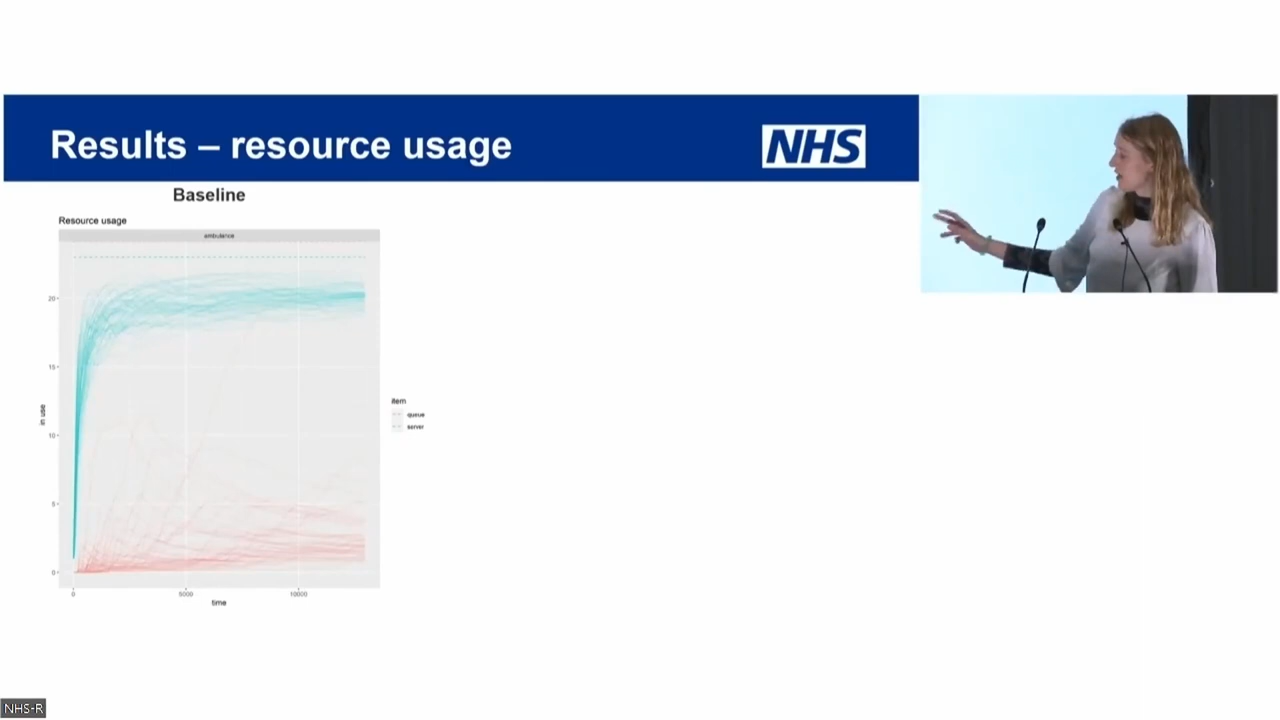 Results – resource usage
NHS
Baseline
Resource usage
ambulance
20
15
10
5
0
in use
0 5000 10000
time
item
queue
server
NHS-R